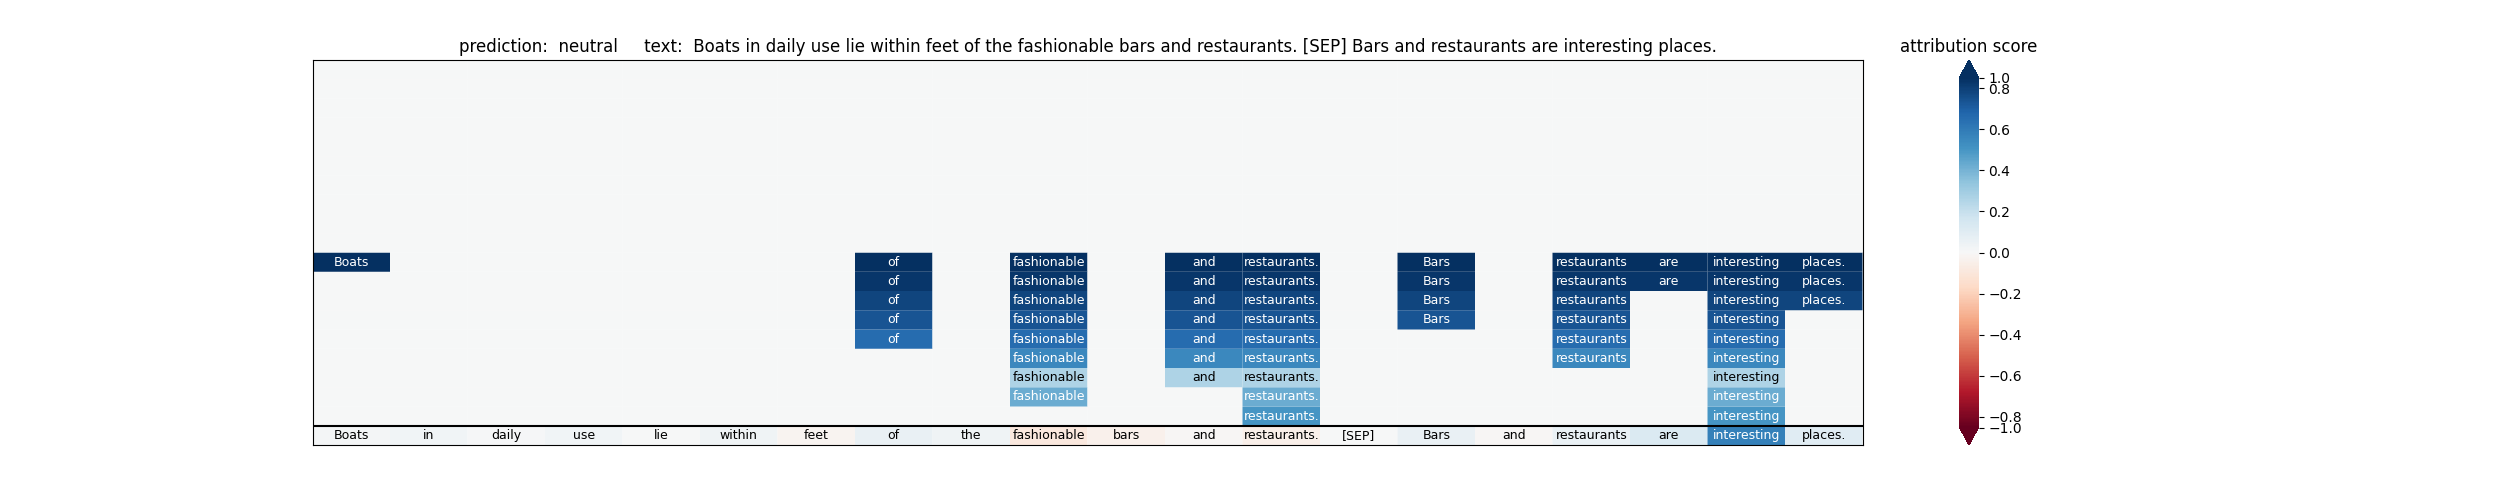 prediction:  neutral     text:  Boats in daily use lie within feet of the fashionable bars and restaurants. [SEP] Bars and restaurants are interesting places.
attribution score
1.0
0.8
0.6
0.4
0.2
0.0
−0.2
−0.4
−0.6
−0.8
−1.0
Boats of fashionable and restaurants. Bars restaurants are interesting places.
of fashionable and restaurants. Bars restaurants are interesting places.
of fashionable and restaurants. Bars restaurants interesting places.
of fashionable and restaurants. Bars restaurants interesting
of fashionable and restaurants. restaurants interesting
fashionable and restaurants. restaurants interesting
fashionable and restaurants. interesting
fashionable restaurants. interesting
restaurants. interesting
Boats in daily use lie within feet of the fashionable bars and restaurants. [SEP] Bars and restaurants are interesting places.